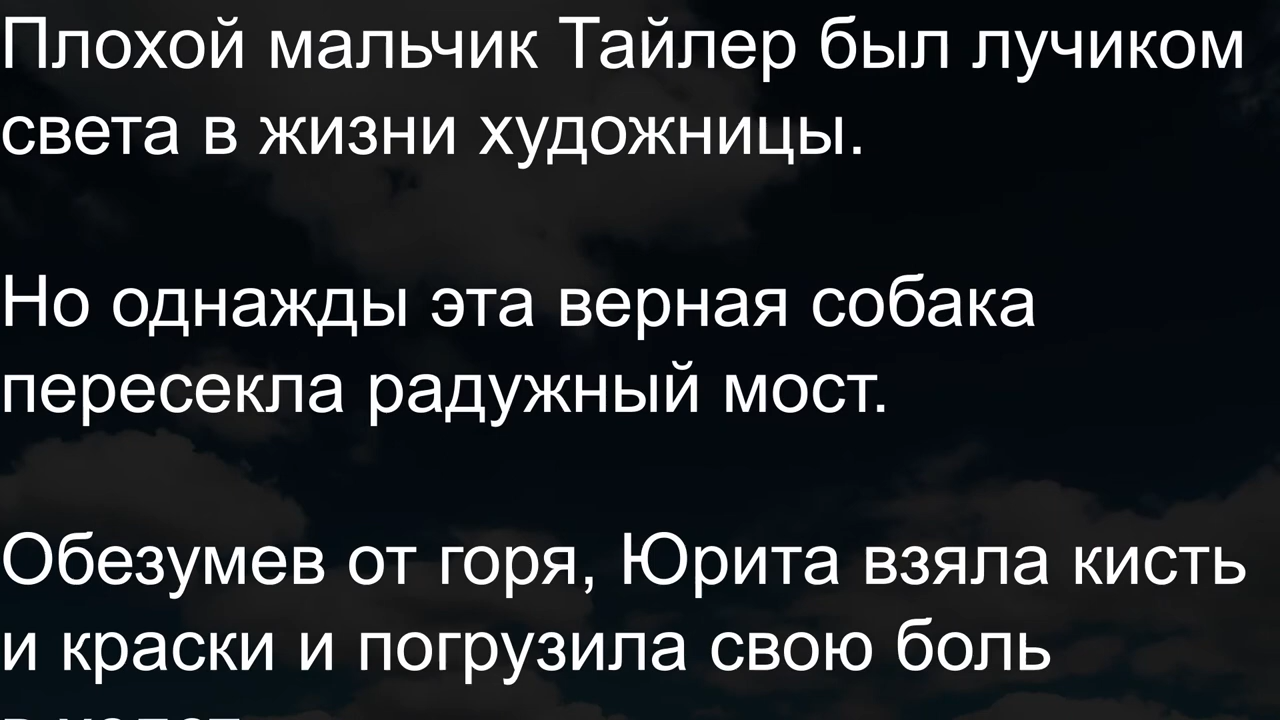 Плохой мальчик Тайлер был лучиком
света в жизни художницы.
Но однажды эта верная собака
пересекла радужный мост.
Обезумев от горя, Юрита взяла кисть
и краски и погрузила свою боль